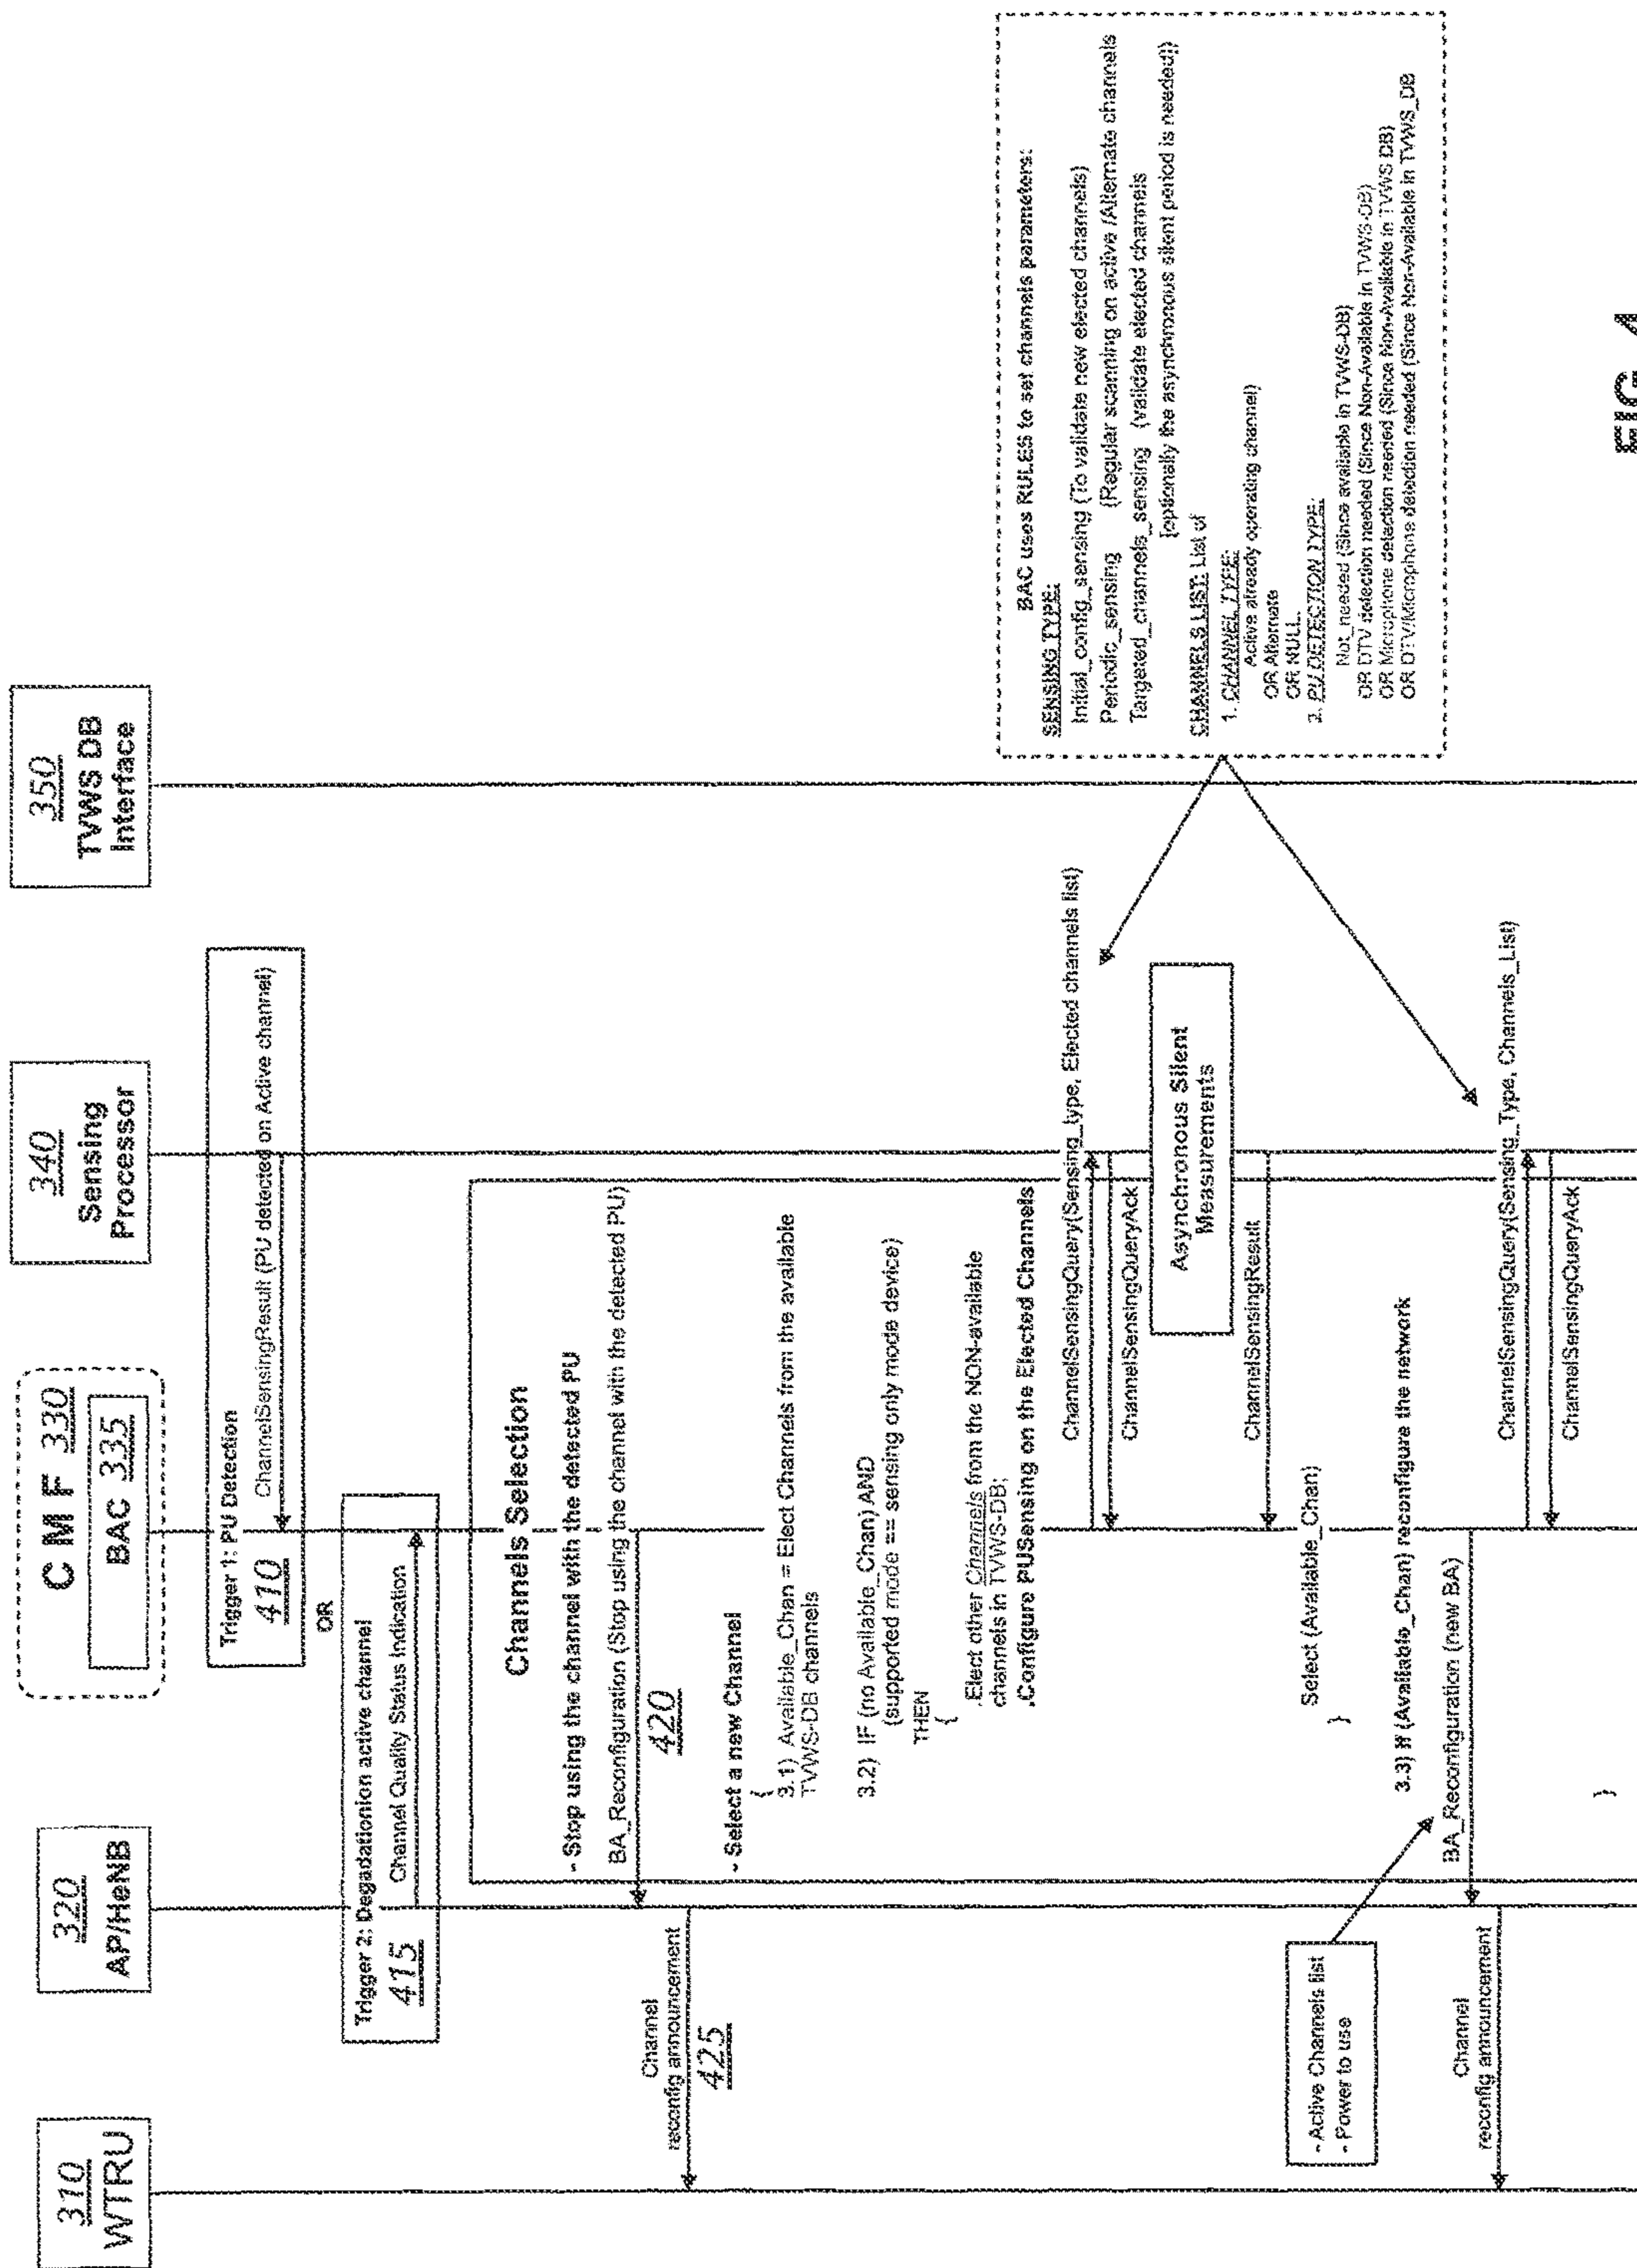 310
WTRU
320
AP/HeNB
C M F 330
BAC 335
340
Sensing
Processor
350
TVWS DB
Interface
Trigger 1: PU Detection
410
ChannelSensingResult (PU detected on Active channel)
OR
Trigger 2: Degadationion active channel
415
Channel Quality Status Indication
Channels Selection
- Stop using the channel with the detected PU
BA_Reconfiguration (Stop using the channel with the detected PU)
420
Channel
reconfig announcement
425
- Select a new Channel
{
3.1) Available_Chan = Elect Channels from the available
TVWS-DB channels
3.2) IF (no Available_Chan) AND
(supported mode == sensing only mode device)
THEN
{
.Elect other Channels from the NON-available
channels in TVWS-DB;
.Configure PUSensing on the Elected Channels
ChannelSensingQuery(Sensing_type, Elected channels list)
ChannelSensingQueryAck
Asynchronous Silent
Measurements
ChannelSensingResult
Select (Available_Chan)
}
3.3) If (Available_Chan) reconfigure the network
BA_Reconfiguration (new BA)
- Active Channels list
- Power to use
Channel
reconfig announcement
ChannelSensingQuery(Sensing_Type, Channels_List)
ChannelSensingQueryAck
}
BAC uses RULES to set channels parameters:
SENSING TYPE:
Initial_config_sensing (To validate new elected channels)
Periodic_sensing (Regular scanning on active /Alternate channels
Targeted_channels_sensing (validate elected channels
[optionally the asynchronous silent period is needed])
CHANNELS LIST: List of
1. CHANNEL TYPE:
Active already operating channel)
OR Alternate
OR NULL.
2. PU DETECTION TYPE:
Not_needed (Since available in TVWS-DB)
OR DTV detection needed (Since Non-Available in TVWS-DB)
OR Microphone detection needed (Since Non-Available in TVWS DB)
OR DTV/Microphone detection needed (Since Non-Available in TVWS_DB
FIG. 4